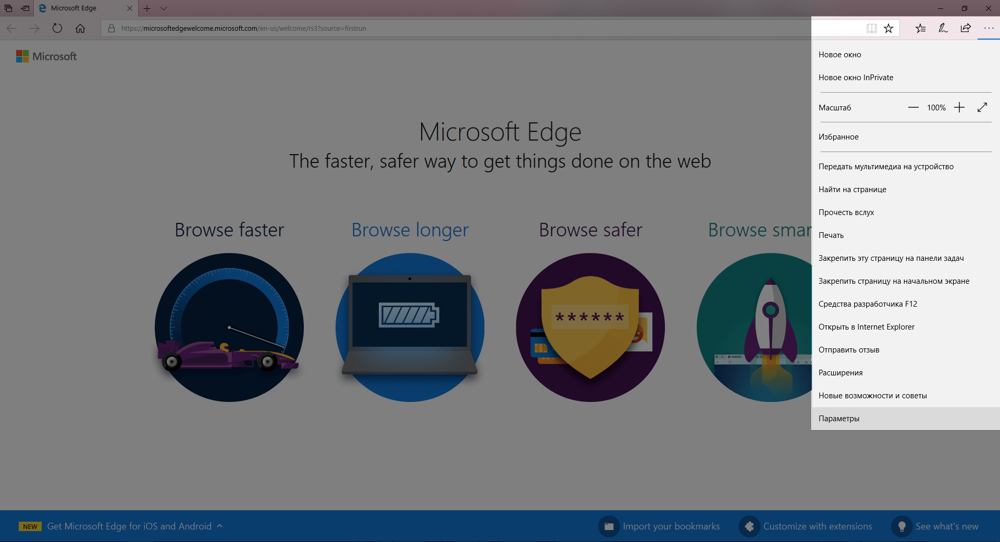 Microsoft Edge
https://microsoftedgewelcome.microsoft.com/en-us/welcome/rs3?source=firstrun
Microsoft
Microsoft Edge
The faster, safer way to get things done on the web
Browse faster
Browse longer
Browse safer
Browse smar
******
Новое окно
Новое окно InPrivate
Масштаб
100%
Избранное
Передать мультимедиа на устройство
Найти на странице
Прочесть вслух
Печать
Закрепить эту страницу на панели задач
Закрепить страницу на начальном экране
Средства разработчика F12
Открыть в Internet Explorer
Отправить отзыв
Расширения
Новые возможности и советы
Параметры
NEW Get Microsoft Edge for iOS and Android
Import your bookmarks
Customize with extensions
See what's new